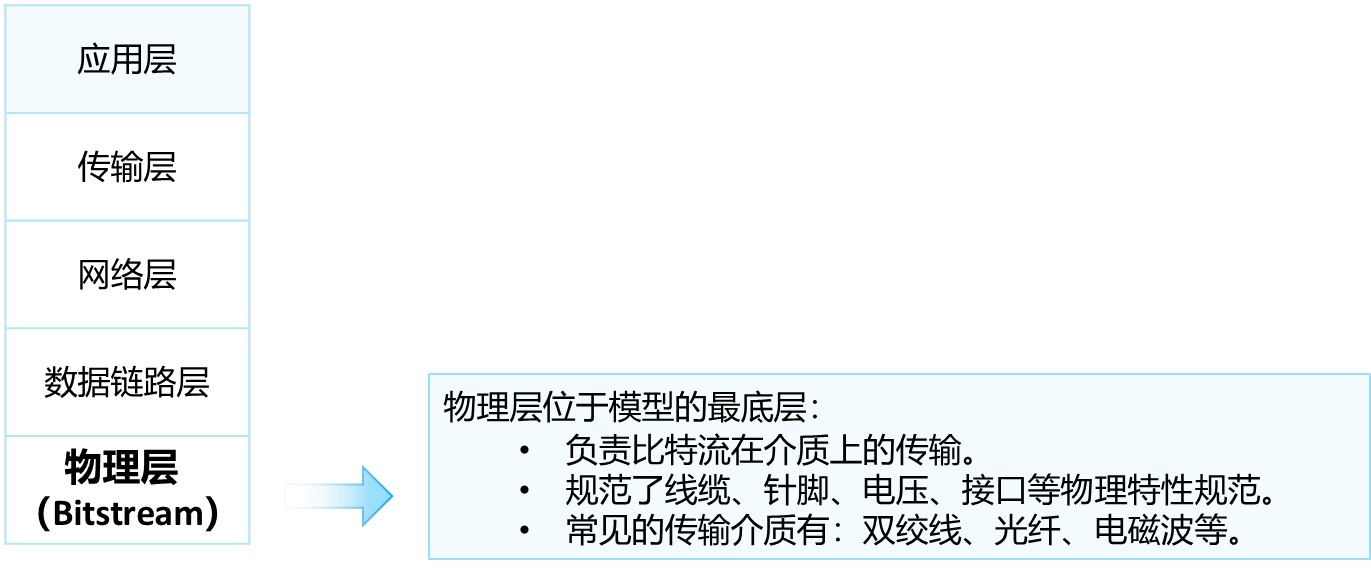 应用层
传输层
网络层
数据链路层
物理层
（Bitstream）
物理层位于模型的最底层：
• 负责比特流在介质上的传输。
• 规范了线缆、针脚、电压、接口等物理特性规范。
• 常见的传输介质有：双绞线、光纤、电磁波等。